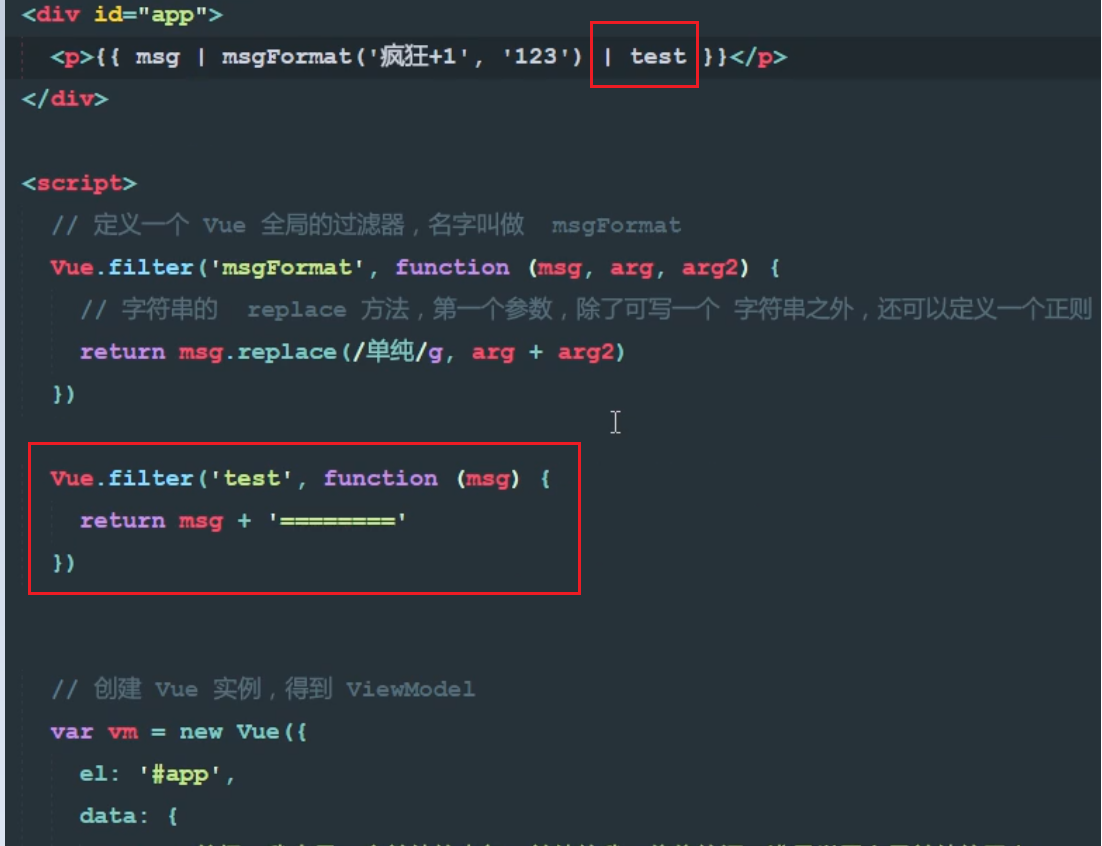 <div id="app">
<p>{{ msg | msgFormat('疯狂+1', '123') | test }}</p>
</div>
<script>
// 定义一个 Vue 全局的过滤器，名字叫做 msgFormat
Vue.filter('msgFormat', function (msg, arg, arg2) {
// 字符串的 replace 方法，第一个参数，除了可写一个 字符串之外，还可以定义一个正则
return msg.replace(/单纯/g, arg + arg2)
})
Vue.filter('test', function (msg) {
return msg + '========'
})
// 创建 Vue 实例，得到 ViewModel
var vm = new Vue({
el: '#app',
data: {